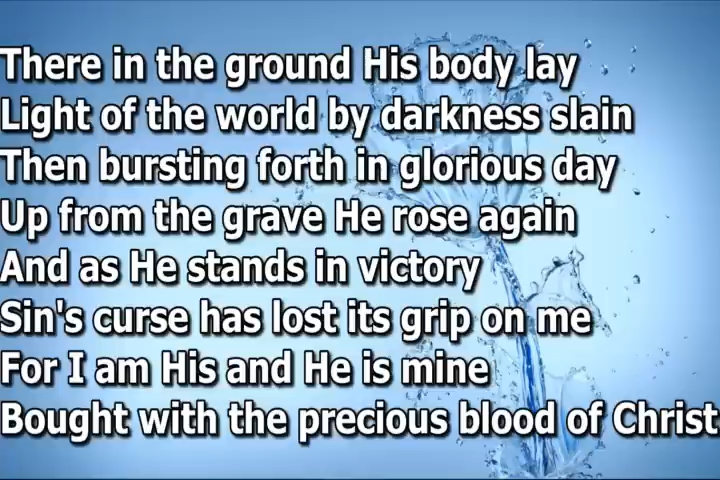 There in the ground His body lay
Light of the world by darkness slain
Then bursting forth in glorious day
Up from the grave He rose again
And as He stands in victory
Sin's curse has lost its grip on me
For I am His and He is mine
Bought with the precious blood of Christ